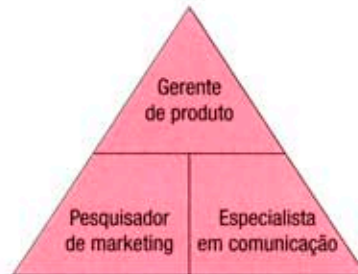 Gerente
de produto
Pesquisador
de marketing
Especialista
em comunicação